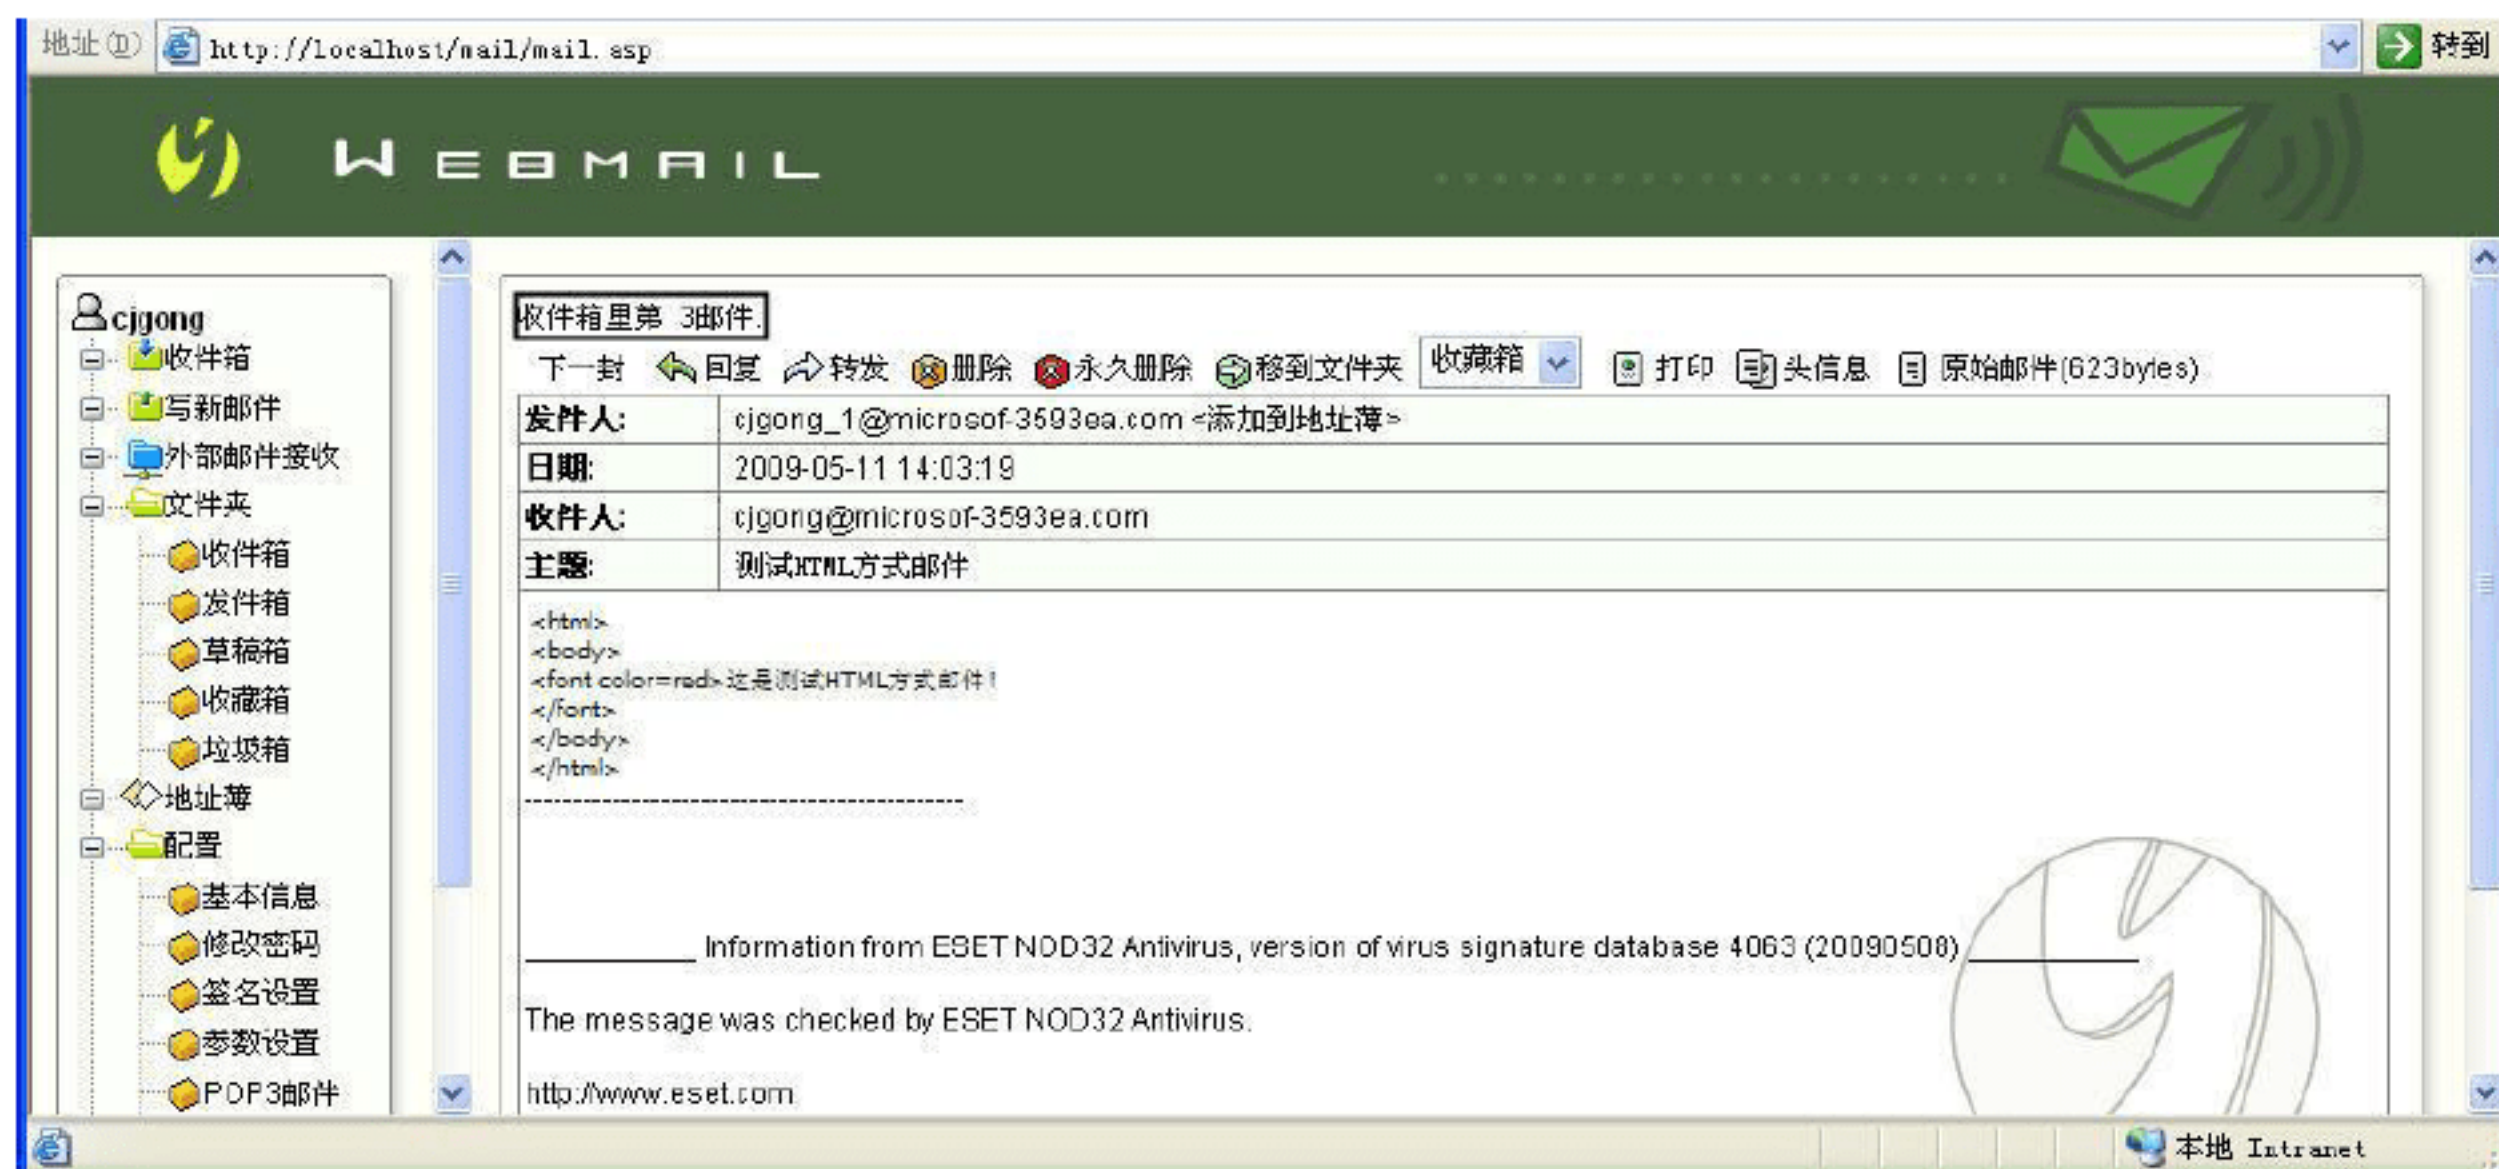 地址(D) http://localhost/mail/mail.asp 转到
WEBMAIL
cjgong
收件箱
写新邮件
外部邮件接收
文件夹
收件箱
发件箱
草稿箱
收藏箱
垃圾箱
地址薄
配置
基本信息
修改密码
签名设置
参数设置
POP3邮件
收件箱里第 3邮件.
下一封 回复 转发 删除 永久删除 移到文件夹 收藏箱 打印 头信息 原始邮件(623bytes)
发件人: cjgong_1@microsof-3593ea.com <添加到地址薄>
日期: 2009-05-11 14:03:19
收件人: cjgong@microsof-3593ea.com
主题: 测试HTML方式邮件
<html>
<body>
<font color=red>这是测试HTML方式邮件!
</font>
</body>
</html>
----------------------------------------------
__________ Information from ESET NOD32 Antivirus, version of virus signature database 4063 (20090508) __________
The message was checked by ESET NOD32 Antivirus.
http://www.eset.com
本地 Intranet